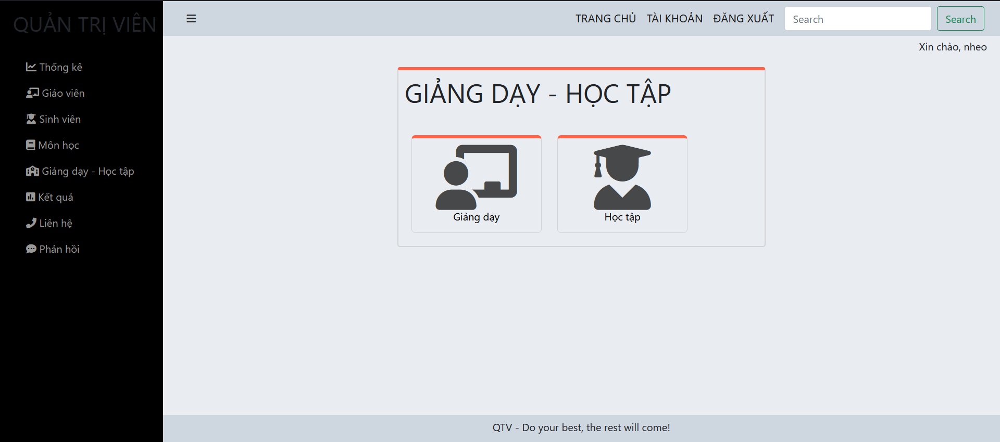 QUẢN TRỊ VIÊN
Thống kê
Giáo viên
Sinh viên
Môn học
Giảng dạy - Học tập
Kết quả
Liên hệ
Phản hồi
TRANG CHỦ TÀI KHOẢN ĐĂNG XUẤT Search Search
Xin chào, nheo
GIẢNG DẠY - HỌC TẬP
Giảng dạy Học tập
QTV - Do your best, the rest will come!